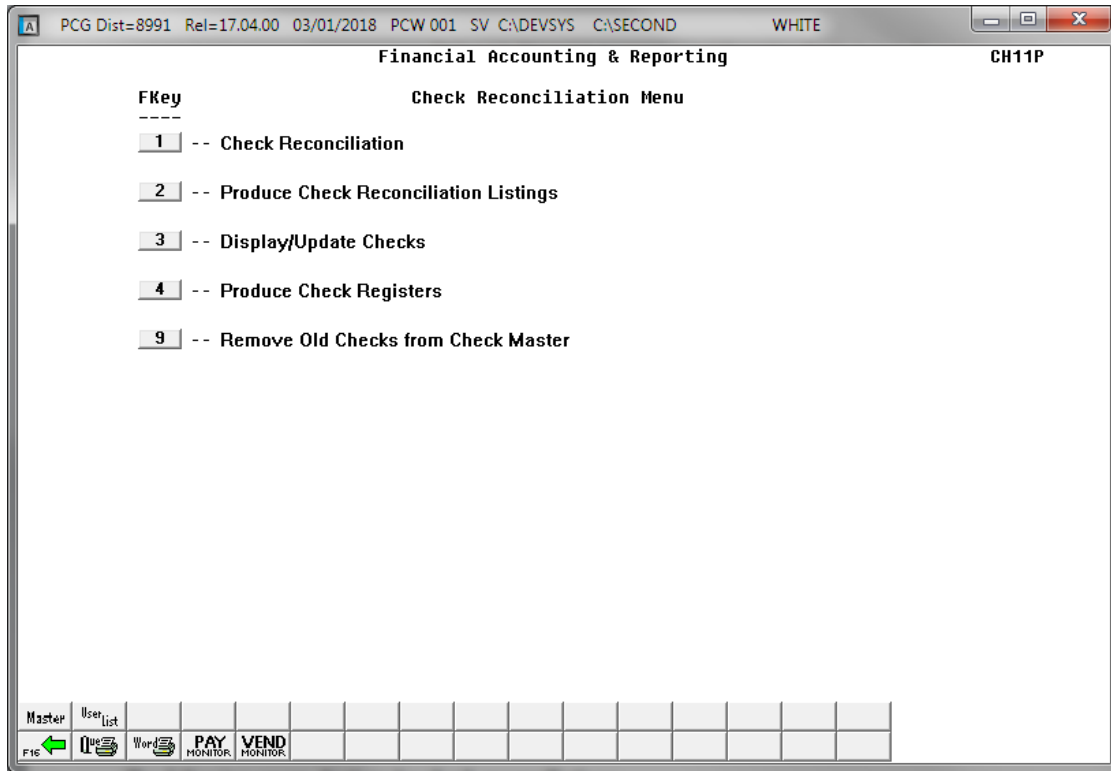 A PCG Dist=8991 Rel=17.04.00 03/01/2018 PCW 001 SV C:\DEVSYS C:\SECOND WHITE
Financial Accounting & Reporting CH11P
FKey Check Reconciliation Menu
----
1 -- Check Reconciliation
2 -- Produce Check Reconciliation Listings
3 -- Display/Update Checks
4 -- Produce Check Registers
9 -- Remove Old Checks from Check Master
Master User List
F16 Que Word PAY MONITOR VEND MONITOR